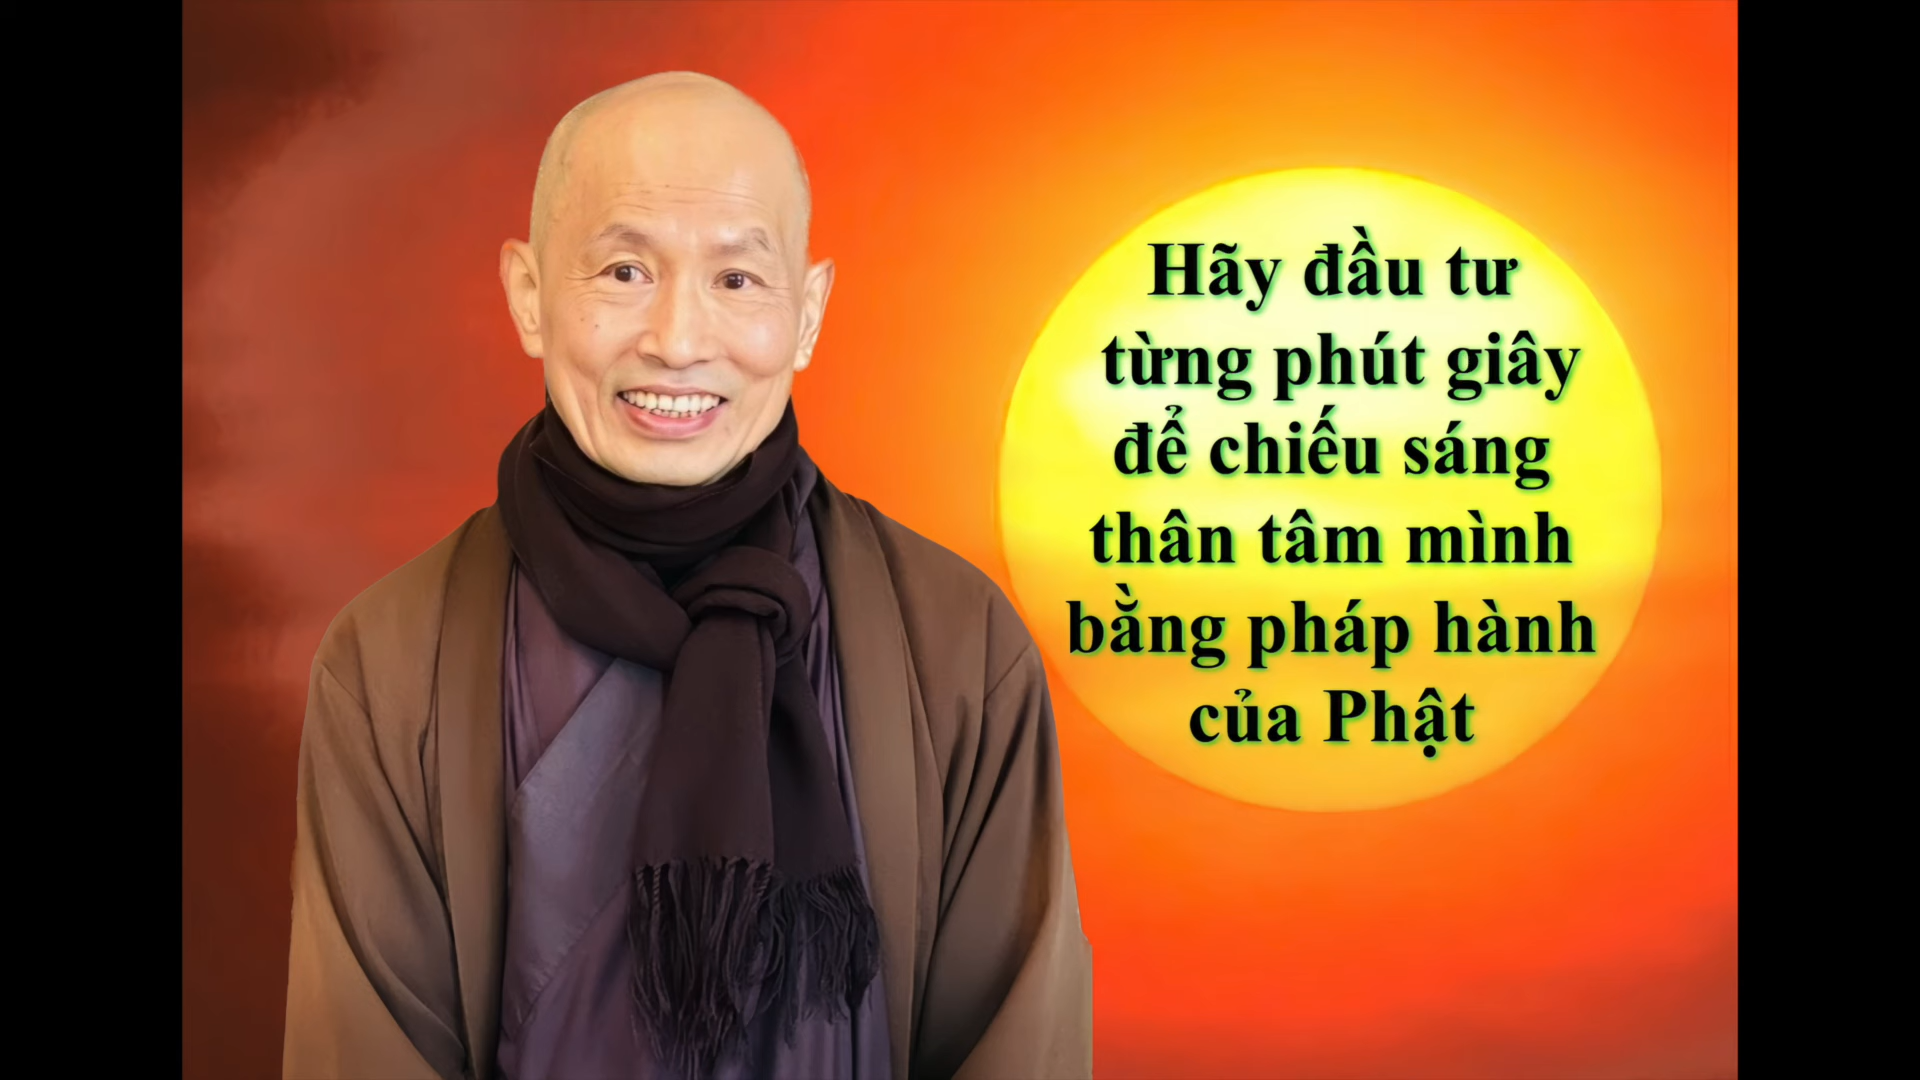 Hãy đầu tư
từng phút giây
để chiếu sáng
thân tâm mình
bằng pháp hành
của Phật